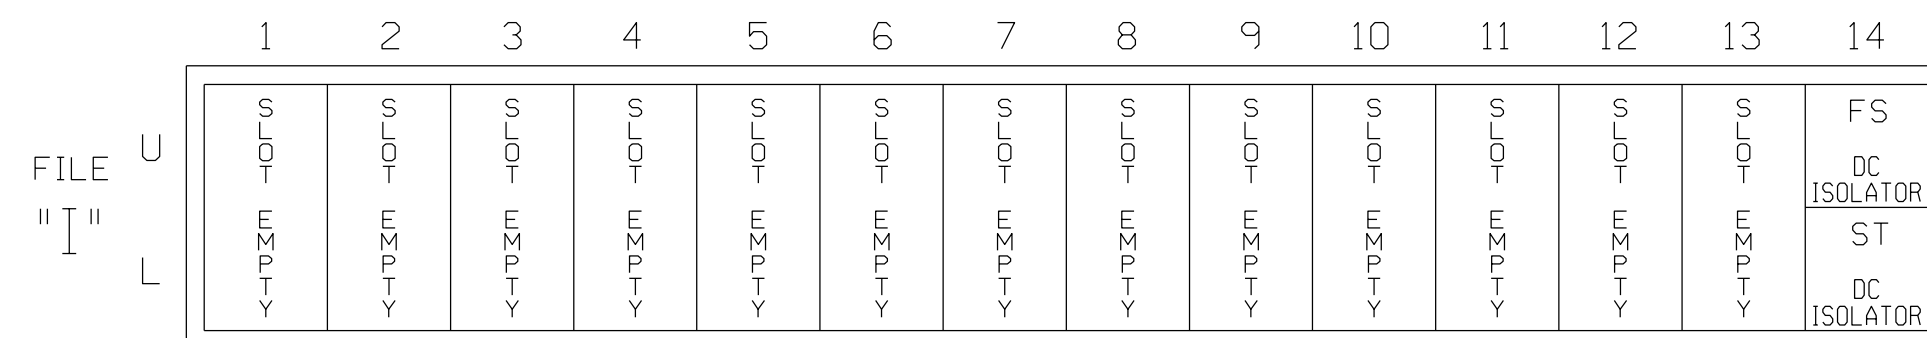 1 2 3 4 5 6 7 8 9 10 11 12 13 14
FILE
"I"
U
L
SLOT EMPTY
SLOT EMPTY
SLOT EMPTY
SLOT EMPTY
SLOT EMPTY
SLOT EMPTY
SLOT EMPTY
SLOT EMPTY
SLOT EMPTY
SLOT EMPTY
SLOT EMPTY
SLOT EMPTY
SLOT EMPTY
FS
DC
ISOLATOR
ST
DC
ISOLATOR